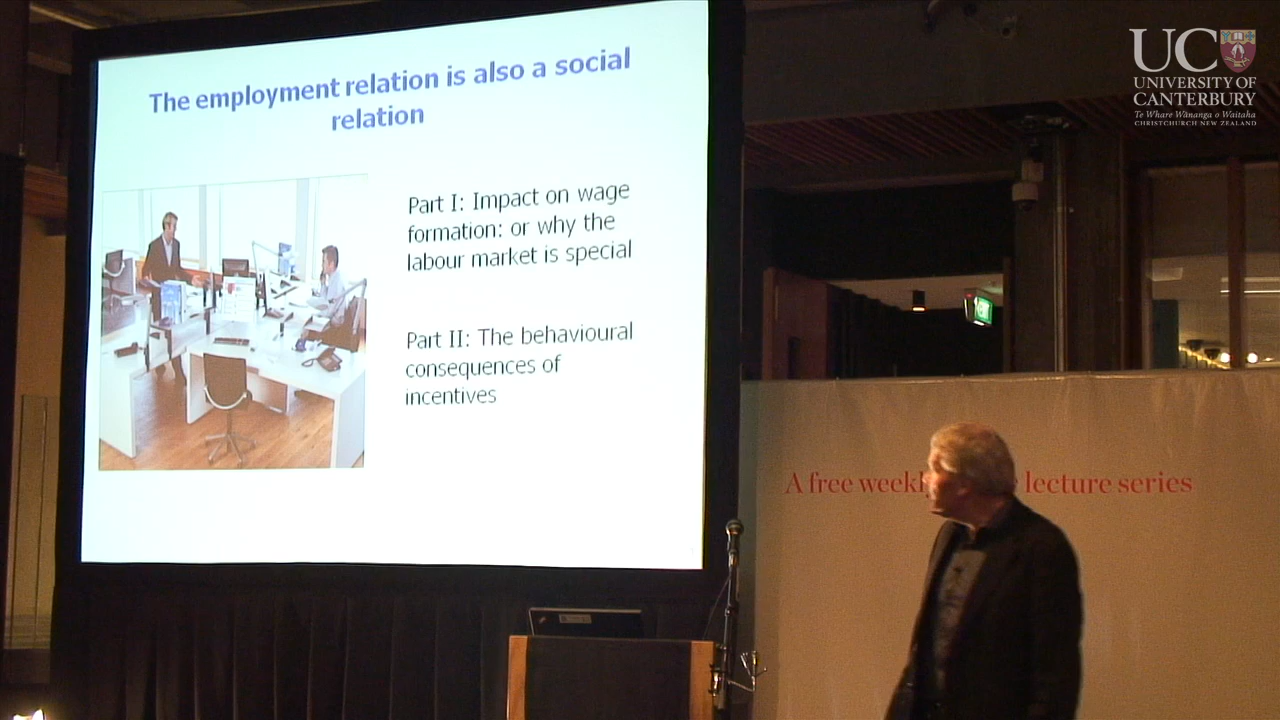 The employment relation is also a social
relation
Part I: Impact on wage
formation: or why the
labour market is special
Part II: The behavioural
consequences of
incentives
UC
UNIVERSITY OF
CANTERBURY
Te Whare Wānanga o Waitaha
CHRISTCHURCH NEW ZEALAND
EXIT
A free weekl lecture series